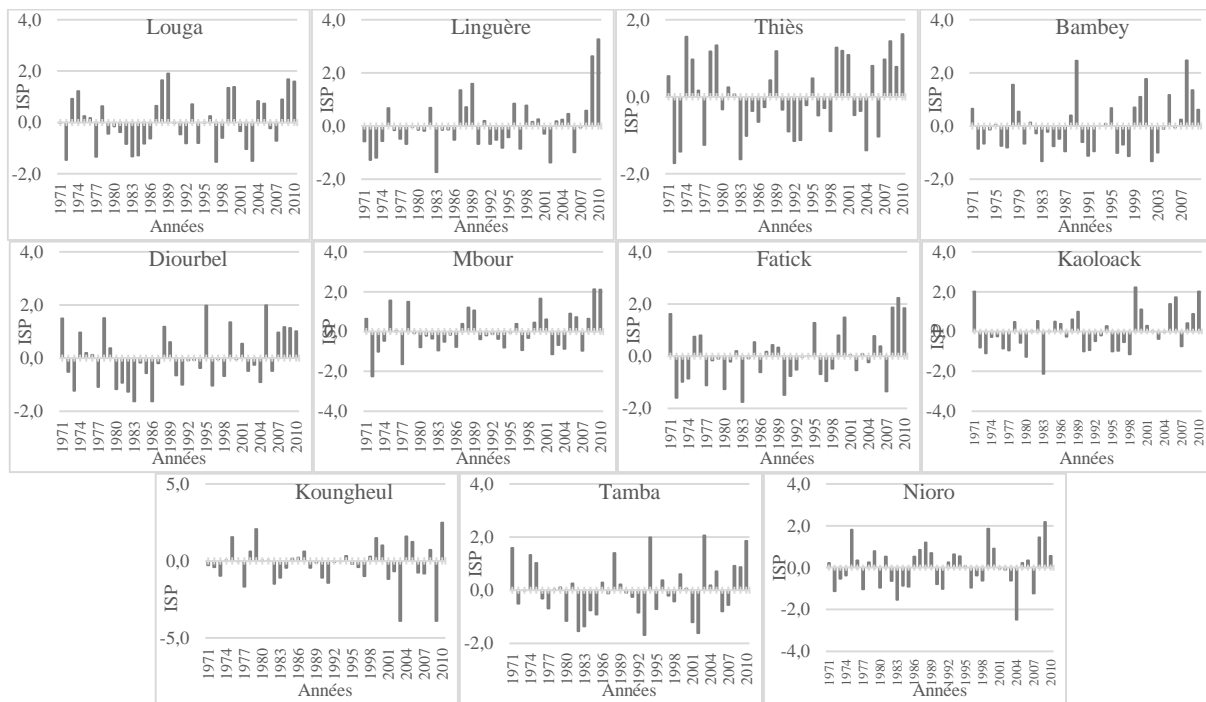 Louga
4,0
2,0
0,0
-2,0
ISP
1971 1974 1977 1980 1983 1986 1989 1992 1995 1998 2001 2004 2007 2010
Années
Linguère
4,0
2,0
0,0
-2,0
ISP
1971 1974 1977 1980 1983 1986 1989 1992 1995 1998 2001 2004 2007 2010
Années
Thiès
2,0
0,0
-2,0
ISP
1971 1974 1977 1980 1983 1986 1989 1992 1995 1998 2001 2004 2007 2010
Années
Bambey
4,0
2,0
0,0
-2,0
ISP
1971 1975 1979 1983 1987 1991 1995 1999 2003 2007
Années
Diourbel
4,0
2,0
0,0
-2,0
ISP
1971 1974 1977 1980 1983 1986 1989 1992 1995 1998 2001 2004 2007 2010
Années
Mbour
4,0
2,0
0,0
-2,0
-4,0
ISP
1971 1974 1977 1980 1983 1986 1989 1992 1995 1998 2001 2004 2007 2010
Années
Fatick
4,0
2,0
0,0
-2,0
ISP
1971 1974 1977 1980 1983 1986 1989 1992 1995 1998 2001 2004 2007 2010
Années
Kaoloack
4,0
2,0
0,0
-2,0
-4,0
ISP
1971 1974 1977 1980 1983 1986 1989 1992 1995 1998 2001 2004 2007 2010
Années
Koungheul
5,0
0,0
-5,0
ISP
1971 1974 1977 1980 1983 1986 1989 1992 1995 1998 2001 2004 2007 2010
Années
Tamba
4,0
2,0
0,0
-2,0
ISP
1971 1974 1977 1980 1983 1986 1989 1992 1995 1998 2001 2004 2007 2010
Années
Nioro
4,0
2,0
0,0
-2,0
-4,0
ISP
1971 1974 1977 1980 1983 1986 1989 1992 1995 1998 2001 2004 2007 2010
Années